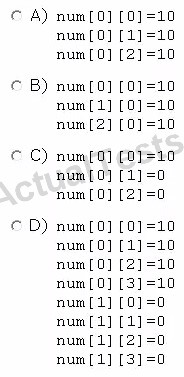 A) num[0][0]=10
num[0][1]=10
num[0][2]=10
B) num[0][0]=10
num[1][0]=10
num[2][0]=10
C) num[0][0]=10
num[0][1]=0
num[0][2]=0
D) num[0][0]=10
num[0][1]=10
num[0][2]=10
num[0][3]=10
num[1][0]=0
num[1][1]=0
num[1][2]=0
num[1][3]=0
ActualTests